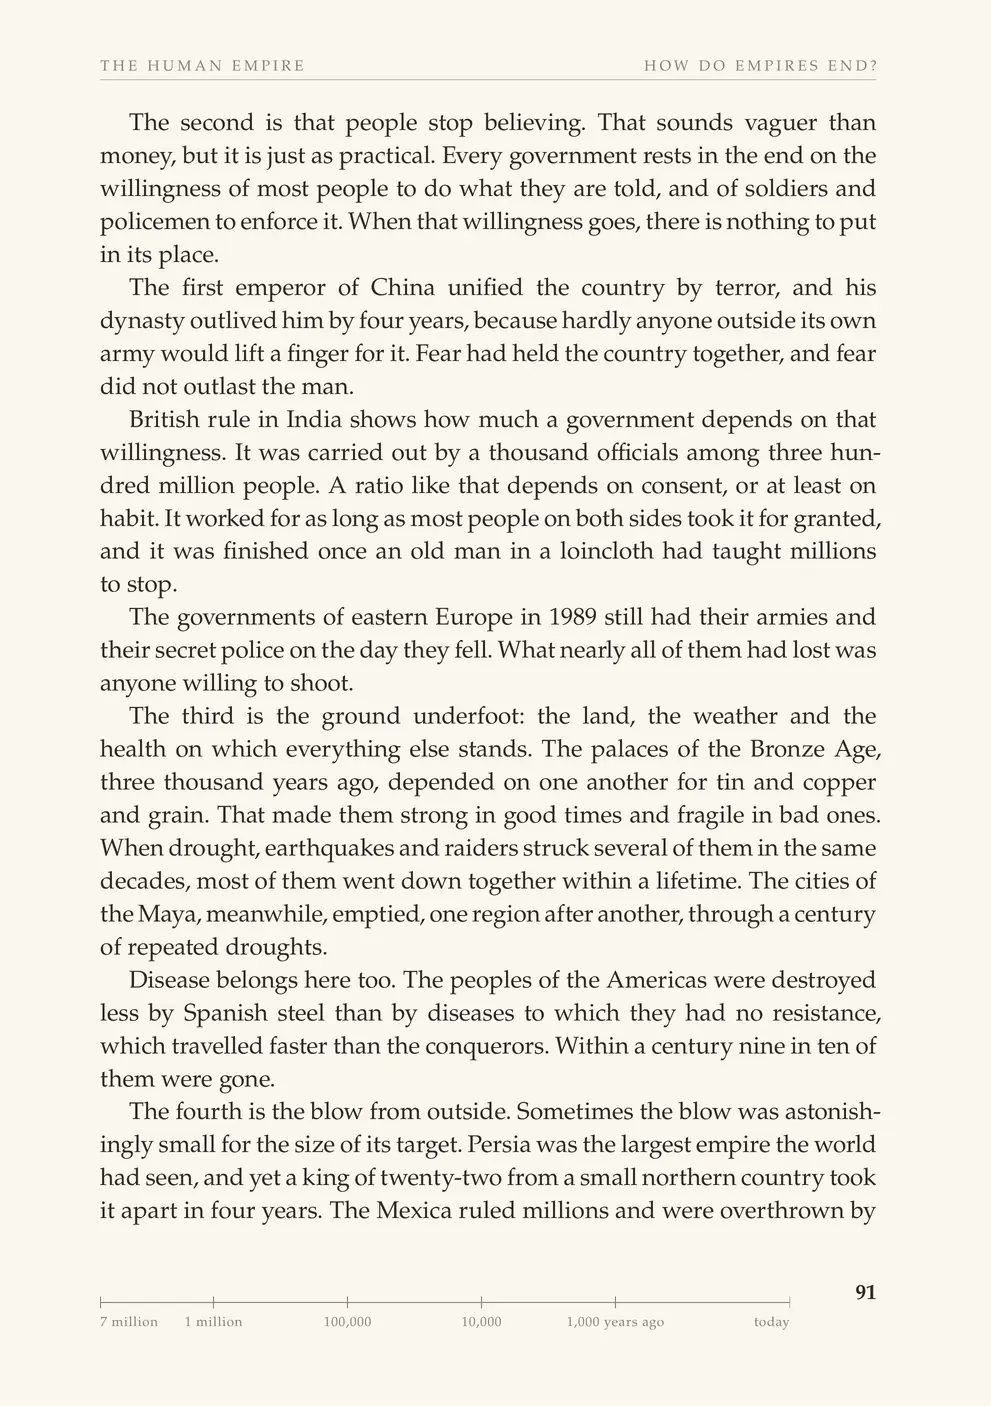 THE HUMAN EMPIRE
HOW DO EMPIRES END?
The second is that people stop believing. That sounds vaguer than
money, but it is just as practical. Every government rests in the end on the
willingness of most people to do what they are told, and of soldiers and
policemen to enforce it. When that willingness goes, there is nothing to put
in its place.
The first emperor of China unified the country by terror, and his
dynasty outlived him by four years, because hardly anyone outside its own
army would lift a finger for it. Fear had held the country together, and fear
did not outlast the man.
British rule in India shows how much a government depends on that
willingness. It was carried out by a thousand officials among three hun-
dred million people. A ratio like that depends on consent, or at least on
habit. It worked for as long as most people on both sides took it for granted,
and it was finished once an old man in a loincloth had taught millions
to stop.
The governments of eastern Europe in 1989 still had their armies and
their secret police on the day they fell. What nearly all of them had lost was
anyone willing to shoot.
The third is the ground underfoot: the land, the weather and the
health on which everything else stands. The palaces of the Bronze Age,
three thousand years ago, depended on one another for tin and copper
and grain. That made them strong in good times and fragile in bad ones.
When drought, earthquakes and raiders struck several of them in the same
decades, most of them went down together within a lifetime. The cities of
the Maya, meanwhile, emptied, one region after another, through a century
of repeated droughts.
Disease belongs here too. The peoples of the Americas were destroyed
less by Spanish steel than by diseases to which they had no resistance,
which travelled faster than the conquerors. Within a century nine in ten of
them were gone.
The fourth is the blow from outside. Sometimes the blow was astonish-
ingly small for the size of its target. Persia was the largest empire the world
had seen, and yet a king of twenty-two from a small northern country took
it apart in four years. The Mexica ruled millions and were overthrown by
91
7 million 1 million 100,000 10,000 1,000 years ago today